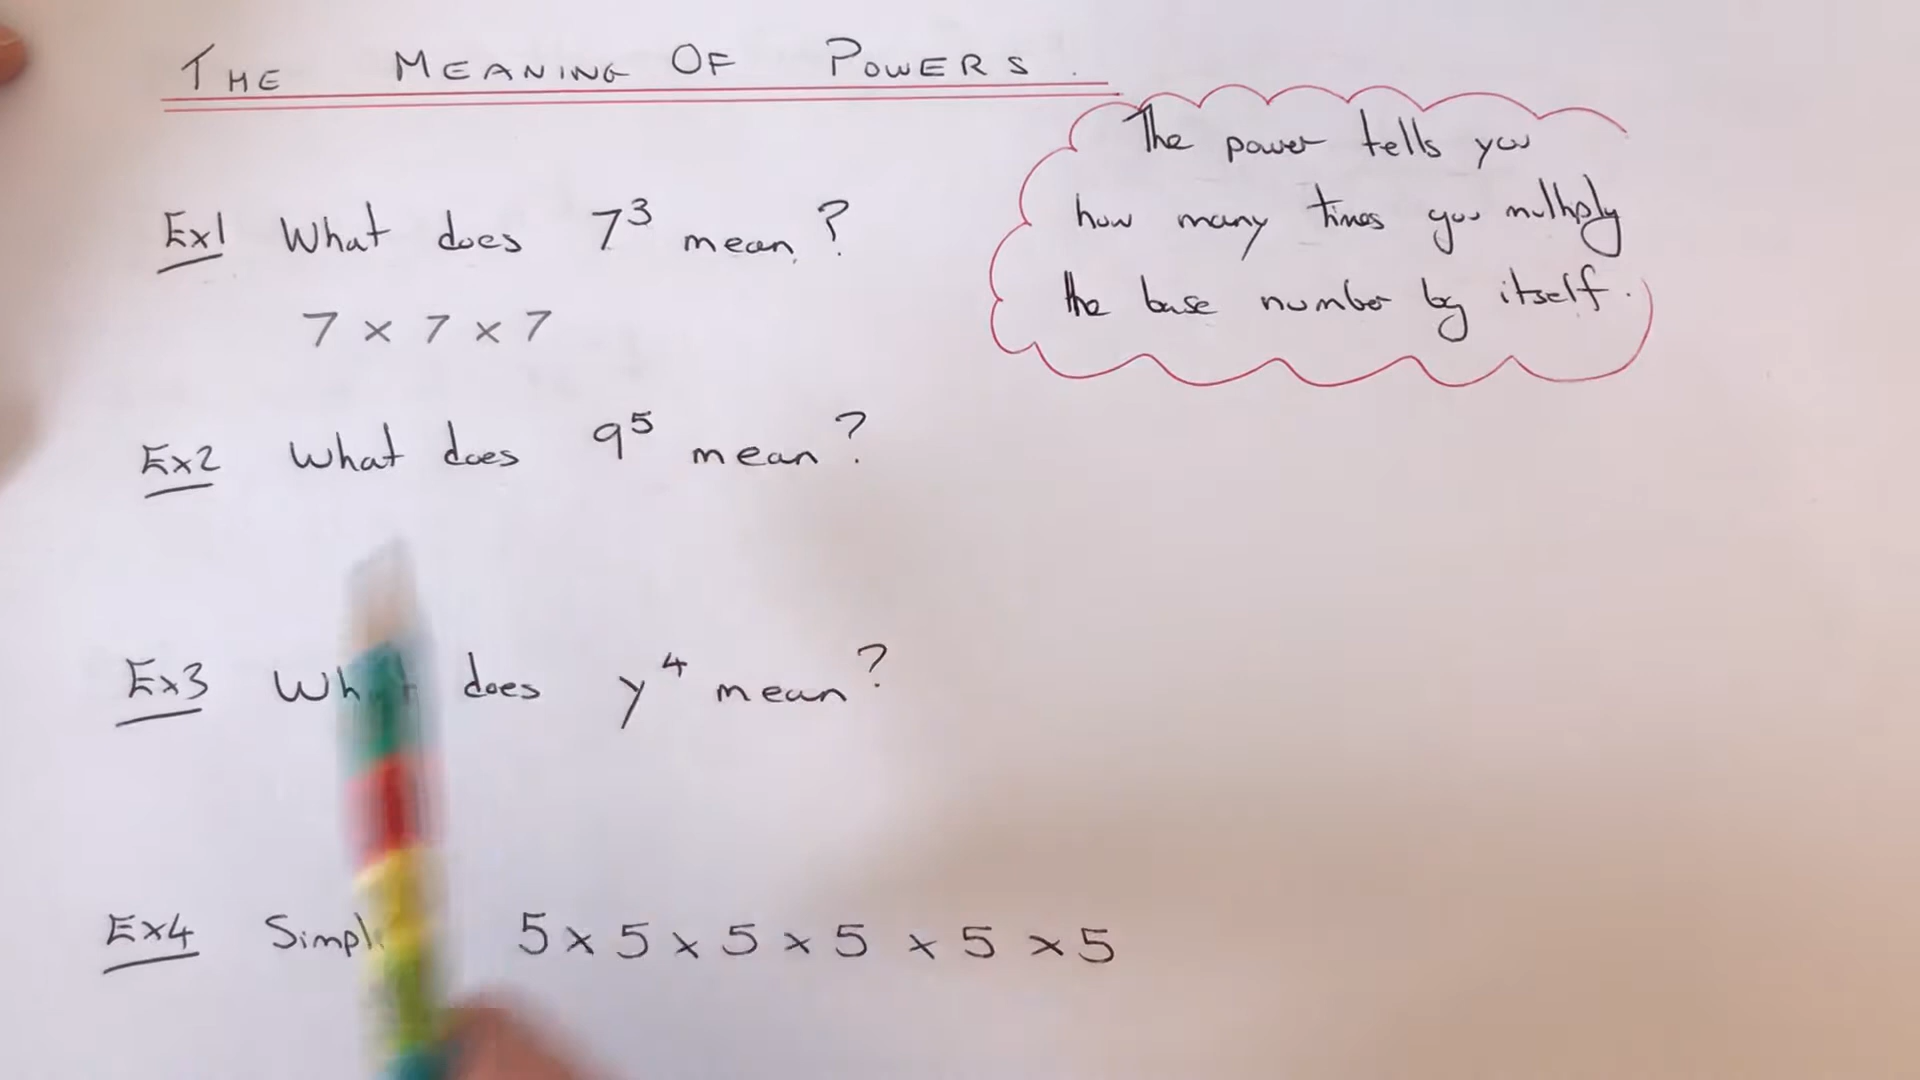 THE MEANING OF POWERS.
The power tells you
how many times you multiply
the base number by itself.
Ex1 What does 7³ mean?
7 × 7 × 7
Ex2 What does 9⁵ mean?
Ex3 What does y⁴ mean?
Ex4 Simpl 5 × 5 × 5 × 5 × 5 × 5